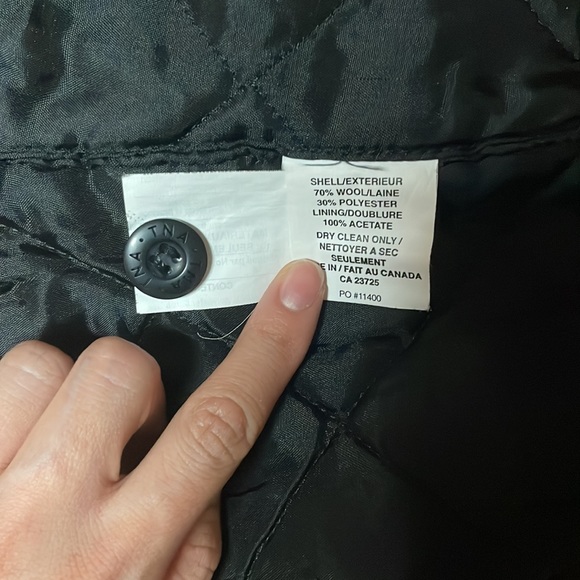 SHELL/EXTERIEUR
70% WOOL/LAINE
30% POLYESTER
LINING/DOUBLURE
100% ACETATE
DRY CLEAN ONLY /
NETTOYER A SEC
SEULEMENT
IN / FAIT AU CANADA
CA 23725
PO #11400
TNA • TNA